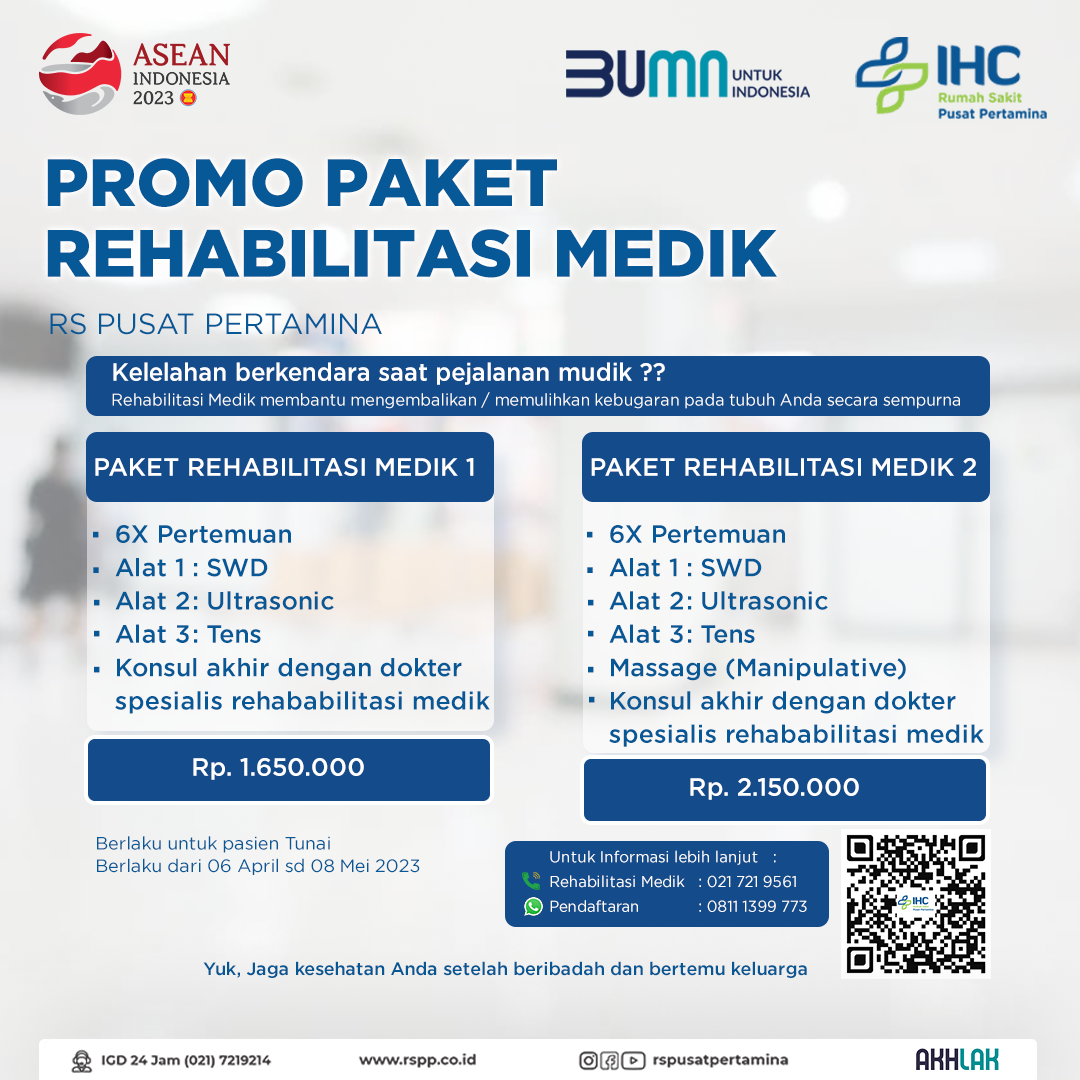 ASEAN
INDONESIA
2023
BUMN UNTUK
INDONESIA
IHC
Rumah Sakit
Pusat Pertamina
PROMO PAKET
REHABILITASI MEDIK
RS PUSAT PERTAMINA
Kelelahan berkendara saat pejalanan mudik ??
Rehabilitasi Medik membantu mengembalikan / memulihkan kebugaran pada tubuh Anda secara sempurna
PAKET REHABILITASI MEDIK 1
▪ 6X Pertemuan
▪ Alat 1 : SWD
▪ Alat 2: Ultrasonic
▪ Alat 3: Tens
▪ Konsul akhir dengan dokter
spesialis rehababilitasi medik
Rp. 1.650.000
PAKET REHABILITASI MEDIK 2
▪ 6X Pertemuan
▪ Alat 1 : SWD
▪ Alat 2: Ultrasonic
▪ Alat 3: Tens
▪ Massage (Manipulative)
▪ Konsul akhir dengan dokter
spesialis rehababilitasi medik
Rp. 2.150.000
Berlaku untuk pasien Tunai
Berlaku dari 06 April sd 08 Mei 2023
Untuk Informasi lebih lanjut :
Rehabilitasi Medik : 021 721 9561
Pendaftaran : 0811 1399 773
IHC
Yuk, Jaga kesehatan Anda setelah beribadah dan bertemu keluarga
IGD 24 Jam (021) 7219214
www.rspp.co.id
rspusatpertamina
AKHLAK